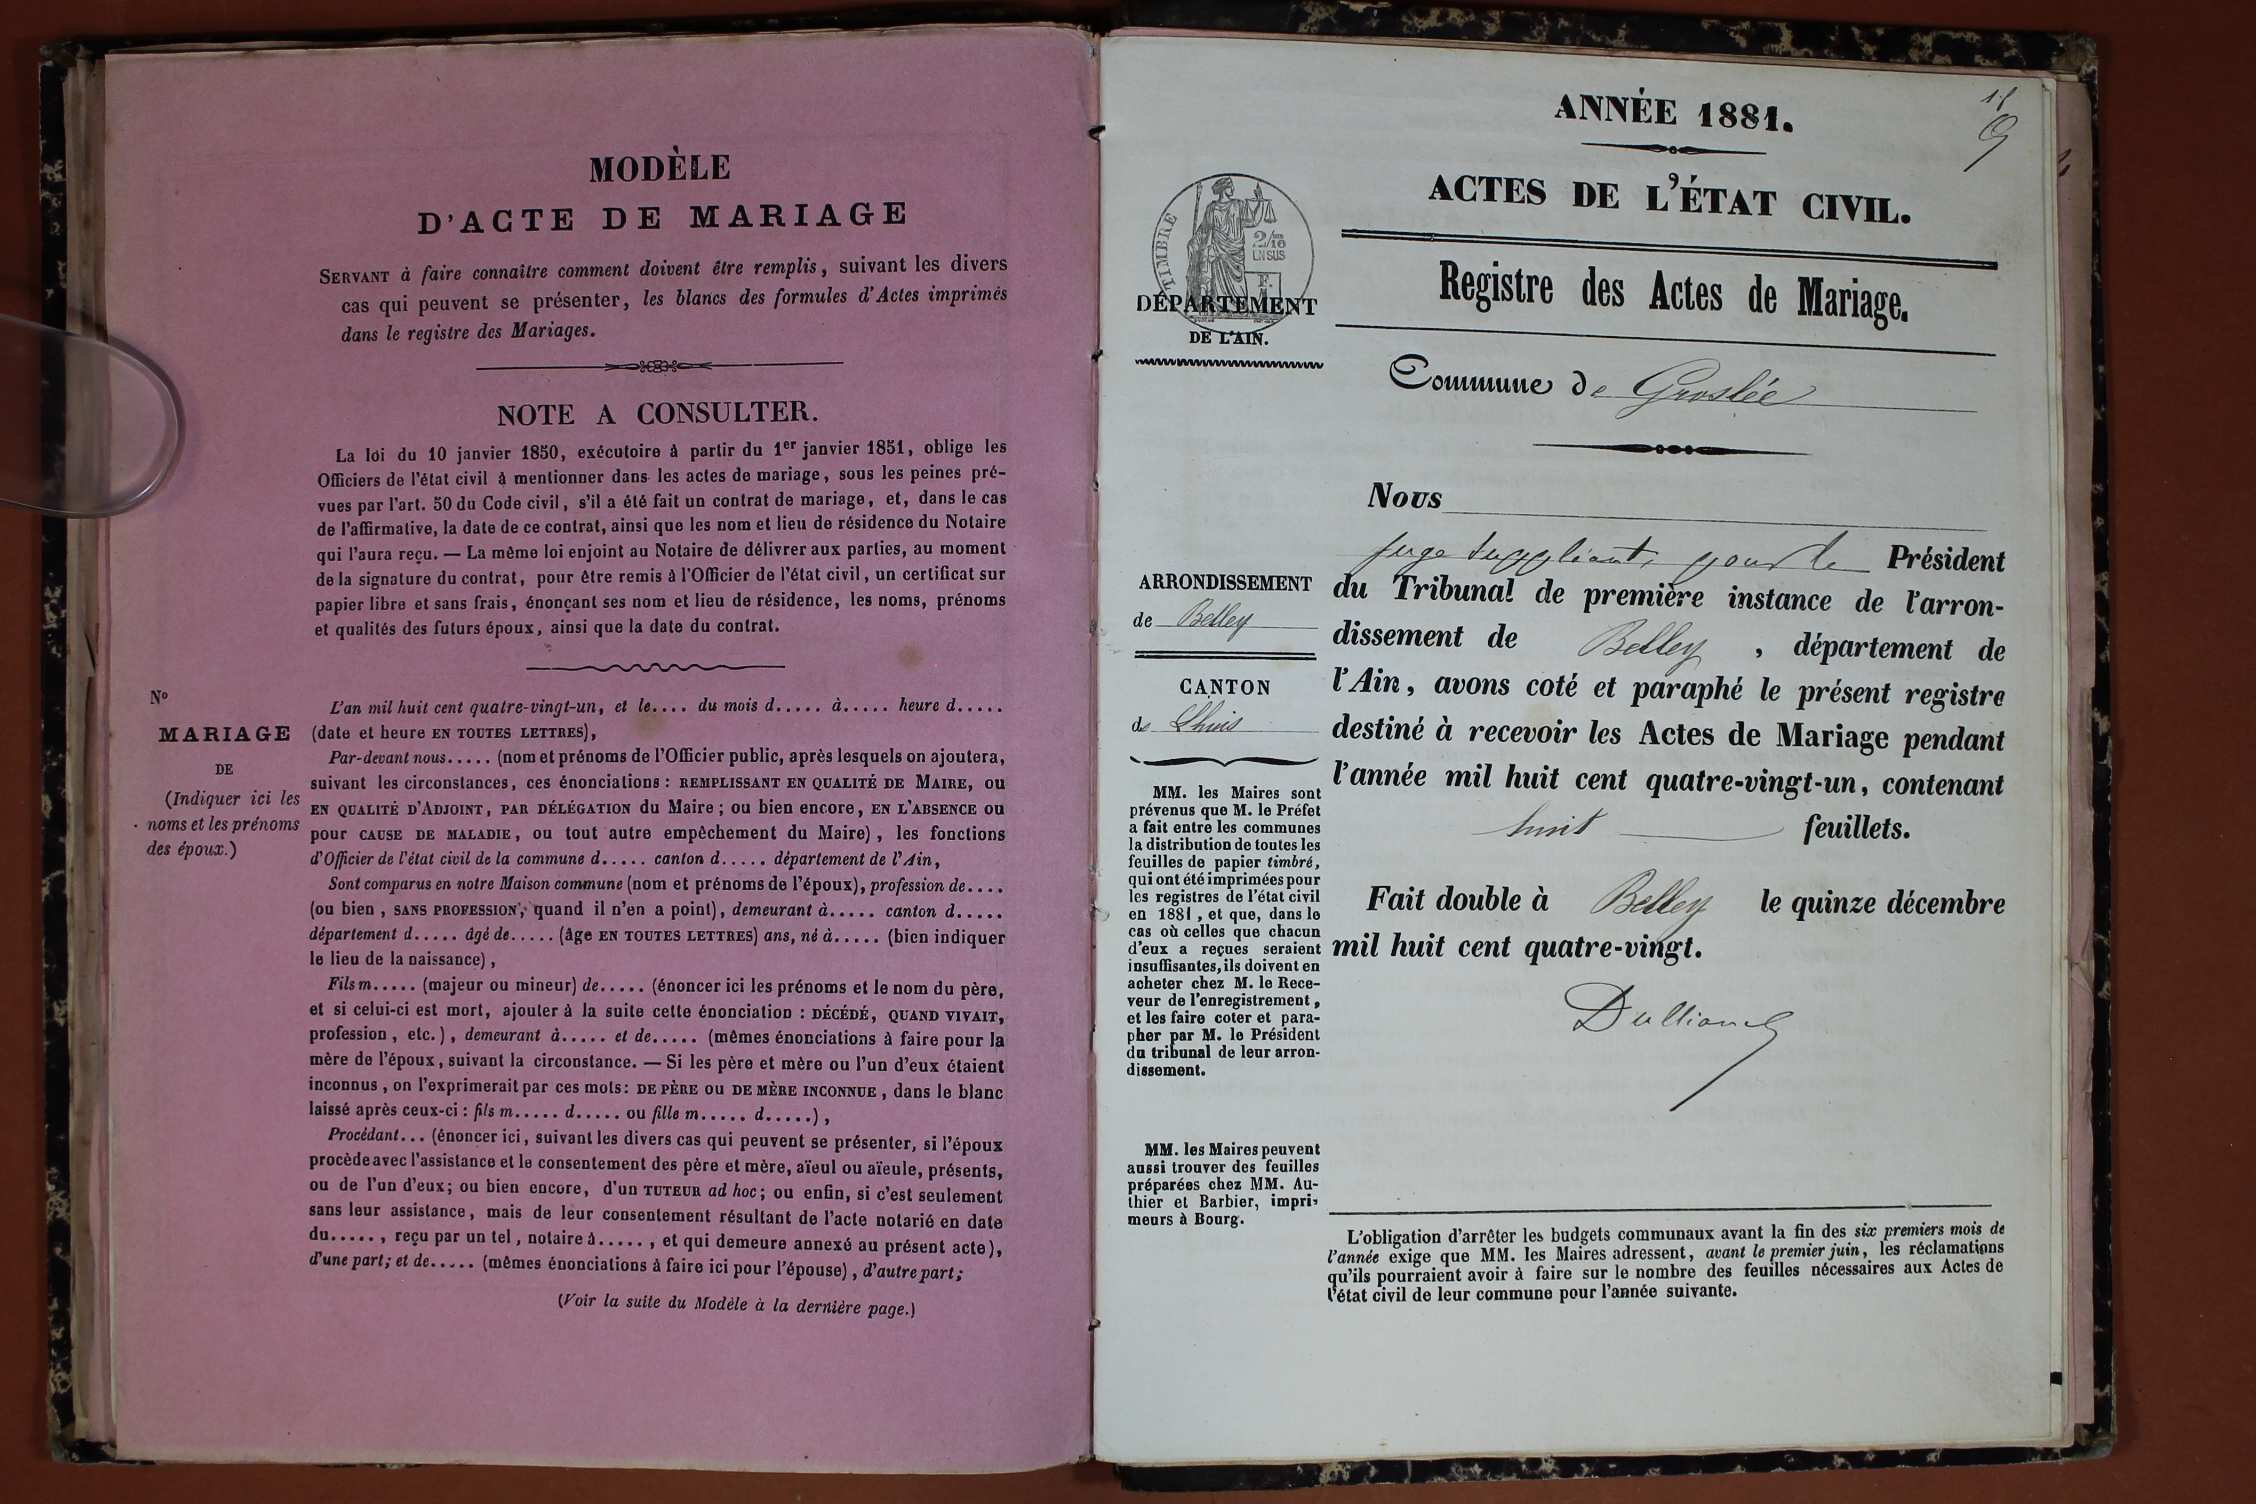 MODÈLE
D'ACTE DE MARIAGE
SERVANT à faire connaître comment doivent être remplis, suivant les divers
cas qui peuvent se présenter, les blancs des formules d'Actes imprimés
dans le registre des Mariages.
NOTE A CONSULTER.
La loi du 10 janvier 1850, exécutoire à partir du 1er janvier 1851, oblige les
Officiers de l'état civil à mentionner dans les actes de mariage, sous les peines pré-
vues par l'art. 50 du Code civil, s'il a été fait un contrat de mariage, et, dans le cas
de l'affirmative, la date de ce contrat, ainsi que les nom et lieu de résidence du Notaire
qui l'aura reçu. — La même loi enjoint au Notaire de délivrer aux parties, au moment
de la signature du contrat, pour être remis à l'Officier de l'état civil, un certificat sur
papier libre et sans frais, énonçant ses nom et lieu de résidence, les noms, prénoms
et qualités des futurs époux, ainsi que la date du contrat.
No
MARIAGE
DE
(Indiquer ici les
noms et les prénoms
des époux.)
L'an mil huit cent quatre-vingt-un, et le.... du mois d..... à..... heure d.....
(date et heure EN TOUTES LETTRES),
Par-devant nous..... (nom et prénoms de l'Officier public, après lesquels on ajoutera,
suivant les circonstances, ces énonciations : REMPLISSANT EN QUALITÉ DE MAIRE, OU
EN QUALITÉ D'ADJOINT, PAR DÉLÉGATION du Maire; ou bien encore, EN L'ABSENCE OU
pour CAUSE DE MALADIE, ou tout autre empêchement du Maire), les fonctions
d'Officier de l'état civil de la commune d..... canton d..... département de l'Ain,
Sont comparus en notre Maison commune (nom et prénoms de l'époux), profession de....
(ou bien, SANS PROFESSION, quand il n'en a point), demeurant à..... canton d.....
département d..... âgé de..... (âge EN TOUTES LETTRES) ans, né à..... (bien indiquer
le lieu de la naissance),
Fils m..... (majeur ou mineur) de..... (énoncer ici les prénoms et le nom du père,
et si celui-ci est mort, ajouter à la suite cette énonciation : DÉCÉDÉ, QUAND VIVAIT,
profession, etc.), demeurant à..... et de..... (mêmes énonciations à faire pour la
mère de l'époux, suivant la circonstance. — Si les père et mère ou l'un d'eux étaient
inconnus, on l'exprimerait par ces mots: DE PÈRE OU DE MÈRE INCONNUE, dans le blanc
laissé après ceux-ci : fils m..... d..... ou fille m..... d.....),
Procédant... (énoncer ici, suivant les divers cas qui peuvent se présenter, si l'époux
procède avec l'assistance et le consentement des père et mère, aïeul ou aïeule, présents,
ou de l'un d'eux; ou bien encore, d'un TUTEUR ad hoc; ou enfin, si c'est seulement
sans leur assistance, mais de leur consentement résultant de l'acte notarié en date
du....., reçu par un tel, notaire à....., et qui demeure annexé au présent acte),
d'une part; et de..... (mêmes énonciations à faire ici pour l'épouse), d'autre part;
(Voir la suite du Modèle à la dernière page.)
ANNÉE 1881.
ACTES DE L'ÉTAT CIVIL.
TIMBRE
2/10
EN SUS
DÉPARTEMENT
DE L'AIN.
Registre des Actes de Mariage.
Commune de Groslée
ARRONDISSEMENT
de Belley
CANTON
de Lhuis
MM. les Maires sont
prévenus que M. le Préfet
a fait entre les communes
la distribution de toutes les
feuilles de papier timbré,
qui ont été imprimées pour
les registres de l'état civil
en 1881, et que, dans le
cas où celles que chacun
d'eux a reçues seraient
insuffisantes, ils doivent en
acheter chez M. le Rece-
veur de l'enregistrement,
et les faire coter et para-
pher par M. le Président
du tribunal de leur arron-
dissement.
MM. les Maires peuvent
aussi trouver des feuilles
préparées chez MM. Au-
thier et Barbier, impri-
meurs à Bourg.
Nous
juge suppléant, pour le Président
du Tribunal de première instance de l'arron-
dissement de Belley, département de
l'Ain, avons coté et paraphé le présent registre
destiné à recevoir les Actes de Mariage pendant
l'année mil huit cent quatre-vingt-un, contenant
huit feuillets.
Fait double à Belley le quinze décembre
mil huit cent quatre-vingt.
L'obligation d'arrêter les budgets communaux avant la fin des six premiers mois de
l'année exige que MM. les Maires adressent, avant le premier juin, les réclamations
qu'ils pourraient avoir à faire sur le nombre des feuilles nécessaires aux Actes de
l'état civil de leur commune pour l'année suivante.